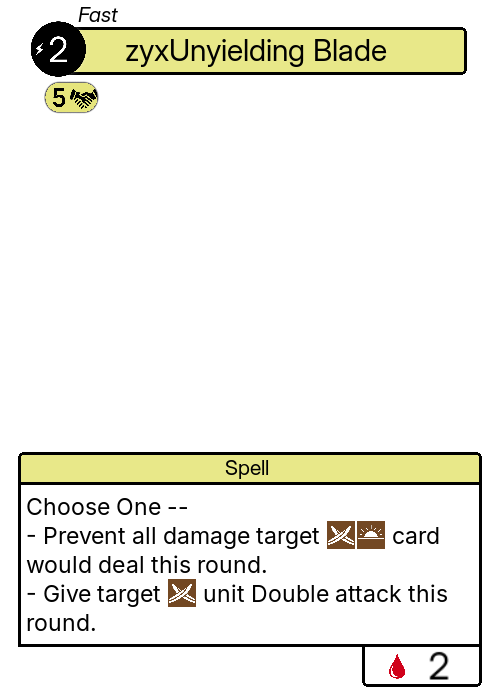 Fast
2 zyxUnyielding Blade
5
Spell
Choose One --
- Prevent all damage target card
would deal this round.
- Give target unit Double attack this
round.
2